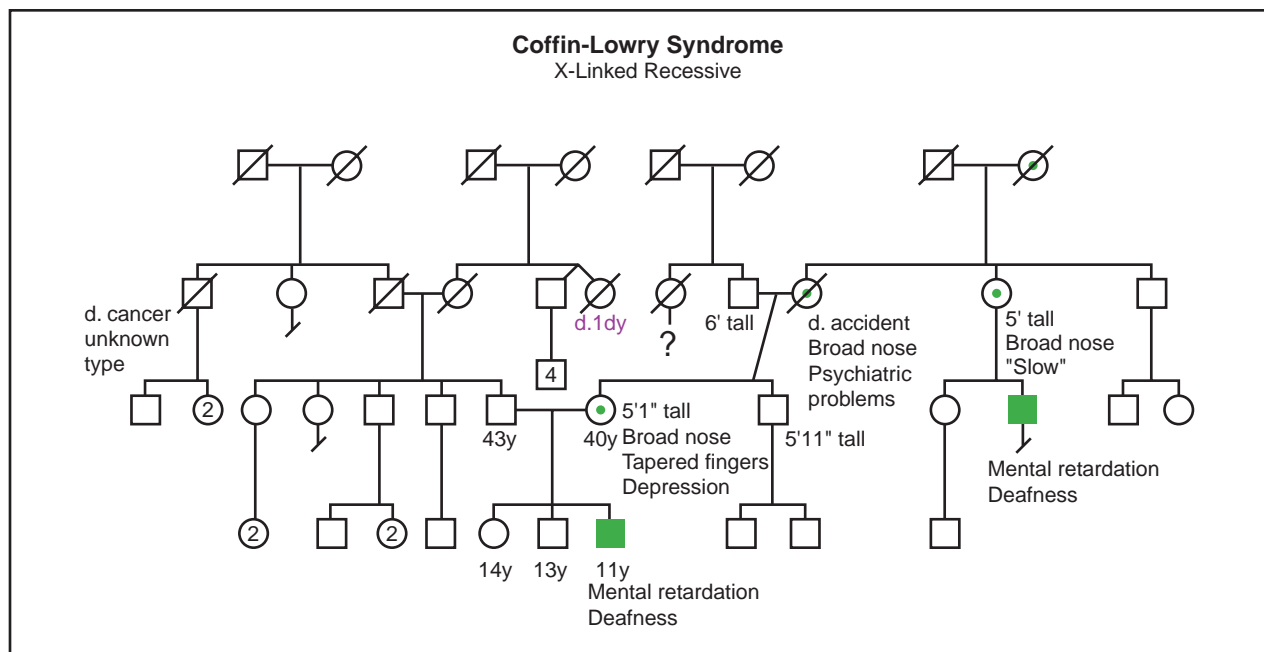 Coffin-Lowry Syndrome
X-Linked Recessive
d. cancer
unknown
type
d.1dy
?
6' tall
d. accident
Broad nose
Psychiatric
problems
5' tall
Broad nose
"Slow"
4
2
43y
40y
5'1" tall
Broad nose
Tapered fingers
Depression
5'11" tall
Mental retardation
Deafness
2
2
14y
13y
11y
Mental retardation
Deafness